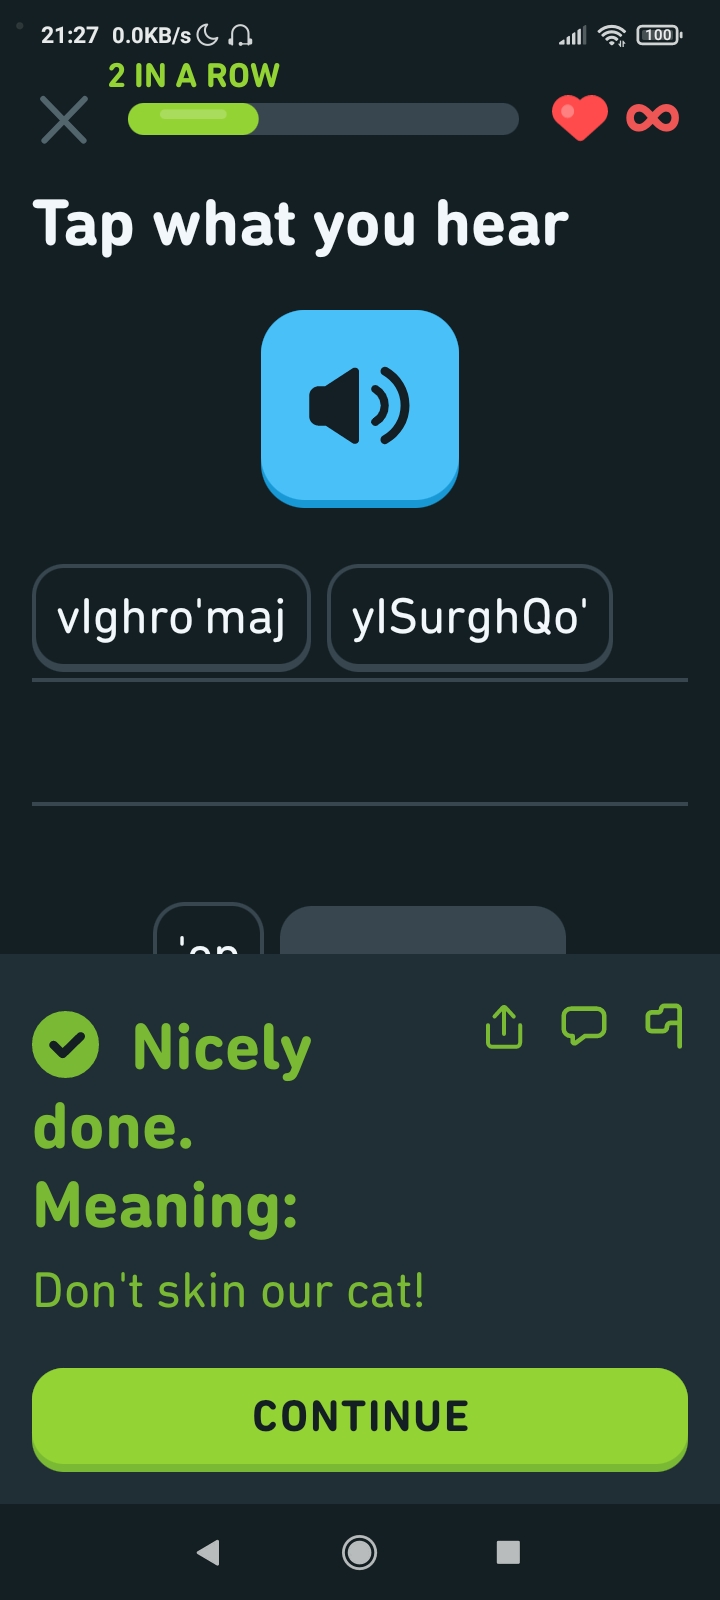 21:27 0.0KB/s 100
2 IN A ROW
Tap what you hear
vIghro'maj yISurghQo'
Nicely
done.
Meaning:
Don't skin our cat!
CONTINUE